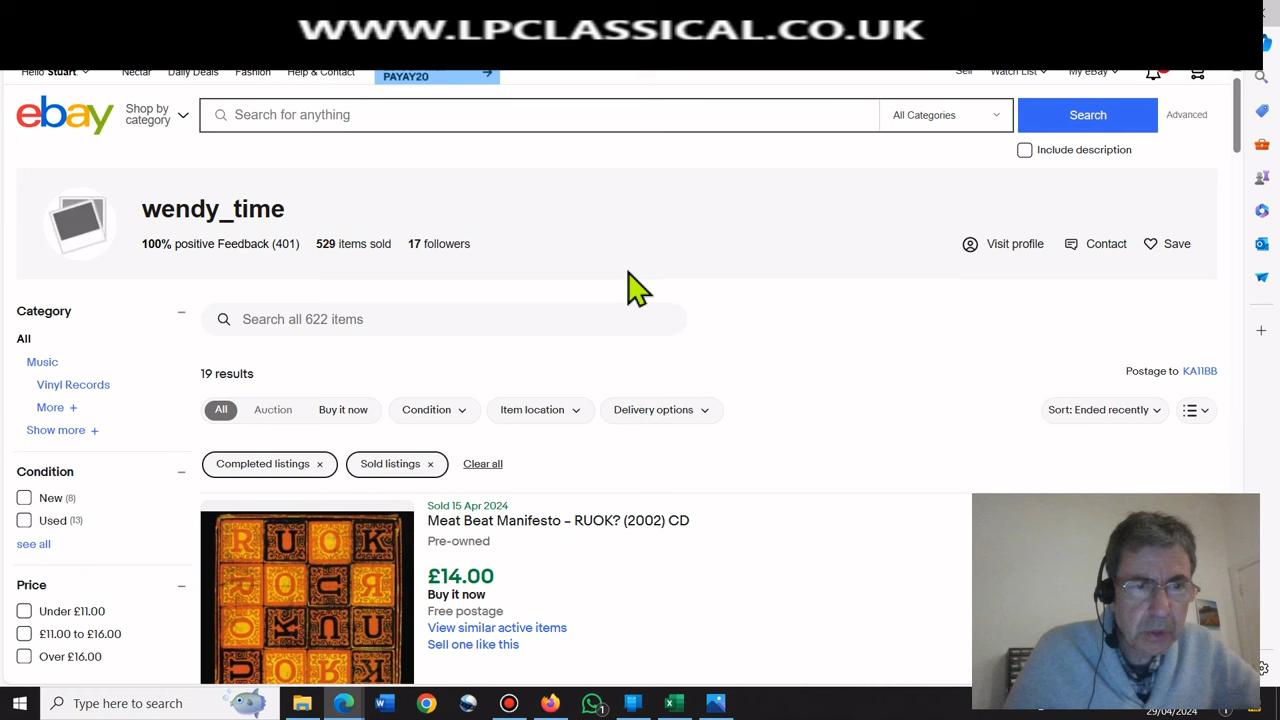 WWW.LPCLASSICAL.CO.UK
Hello Stuart.
Nectar
Daily Deals
Fashion
Help & Contact
PAYAY20
Sell
Watch List
My eBay
ebay
Shop by
category
Search for anything
All Categories
Search
Advanced
Include description
wendy_time
100% positive Feedback (401)
529 items sold
17 followers
Visit profile
Contact
Save
Category
Search all 622 items
All
Music
Vinyl Records
More +
Show more +
19 results
Postage to KA11BB
All
Auction
Buy it now
Condition
Item location
Delivery options
Sort: Ended recently
Completed listings ×
Sold listings ×
Clear all
Condition
New (8)
Used (13)
see all
Price
Under £11.00
£11.00 to £16.00
Over £16.00
Sold 15 Apr 2024
Meat Beat Manifesto – RUOK? (2002) CD
Pre-owned
£14.00
Buy it now
Free postage
View similar active items
Sell one like this
RUOK
Type here to search
29/04/2024